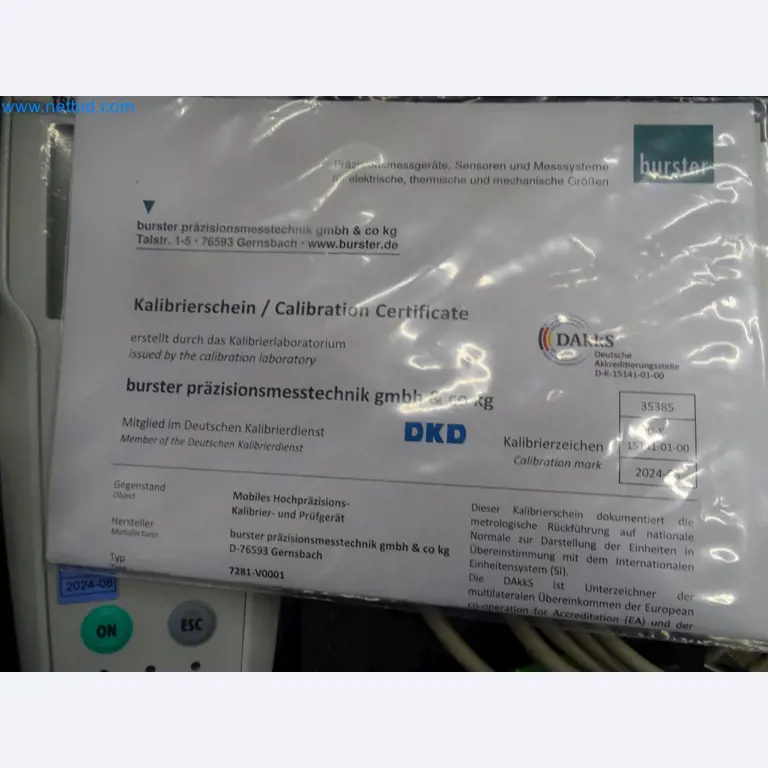 www.netbid.com
Präzisionsmessgeräte, Sensoren und Messsysteme
für elektrische, thermische und mechanische Größen
burster
burster präzisionsmesstechnik gmbh & co kg
Talstr. 1-5 · 76593 Gernsbach · www.burster.de
Kalibrierschein / Calibration Certificate
erstellt durch das Kalibrierlaboratorium
issued by the calibration laboratory
DAkkS
Deutsche
Akkreditierungsstelle
D-K-15141-01-00
burster präzisionsmesstechnik gmbh & co kg
Mitglied im Deutschen Kalibrierdienst
Member of the Deutschen Kalibrierdienst
DKD
Kalibrierzeichen
Calibration mark
35385
D-K-
15141-01-00
Gegenstand
Object
Mobiles Hochpräzisions-
Kalibrier- und Prüfgerät
Hersteller
Manufacturer
burster präzisionsmesstechnik gmbh & co kg
D-76593 Gernsbach
Typ
7281-V0001
Dieser Kalibrierschein dokumentiert die
metrologische Rückführung auf nationale
Normale zur Darstellung der Einheiten in
Übereinstimmung mit dem Internationalen
Einheitensystem (SI).
Die DAkkS ist Unterzeichner der
multilateralen Übereinkommen der European
co-operation for Accreditation (EA) und der
2024-08
ON
ESC